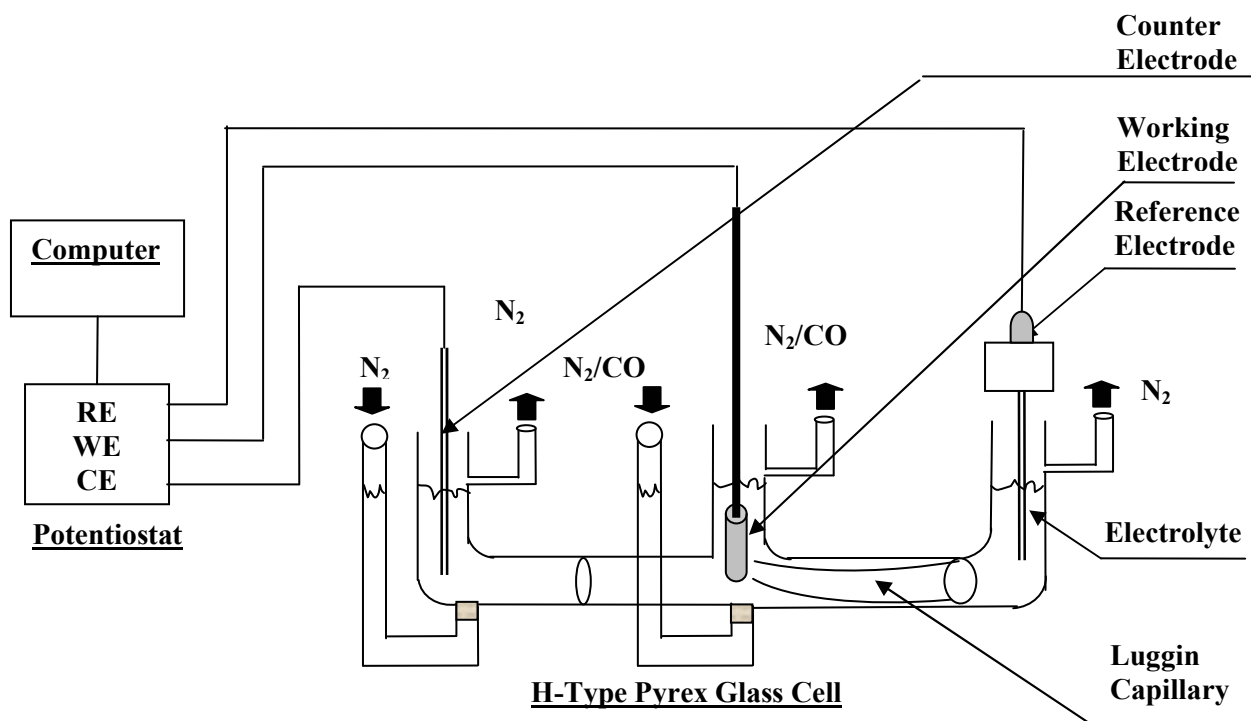 Counter
Electrode
Working
Electrode
Reference
Electrode
Computer
N₂
N₂/CO
N₂
N₂/CO
N₂
RE
WE
CE
Potentiostat
Electrolyte
Luggin
Capillary
H-Type Pyrex Glass Cell